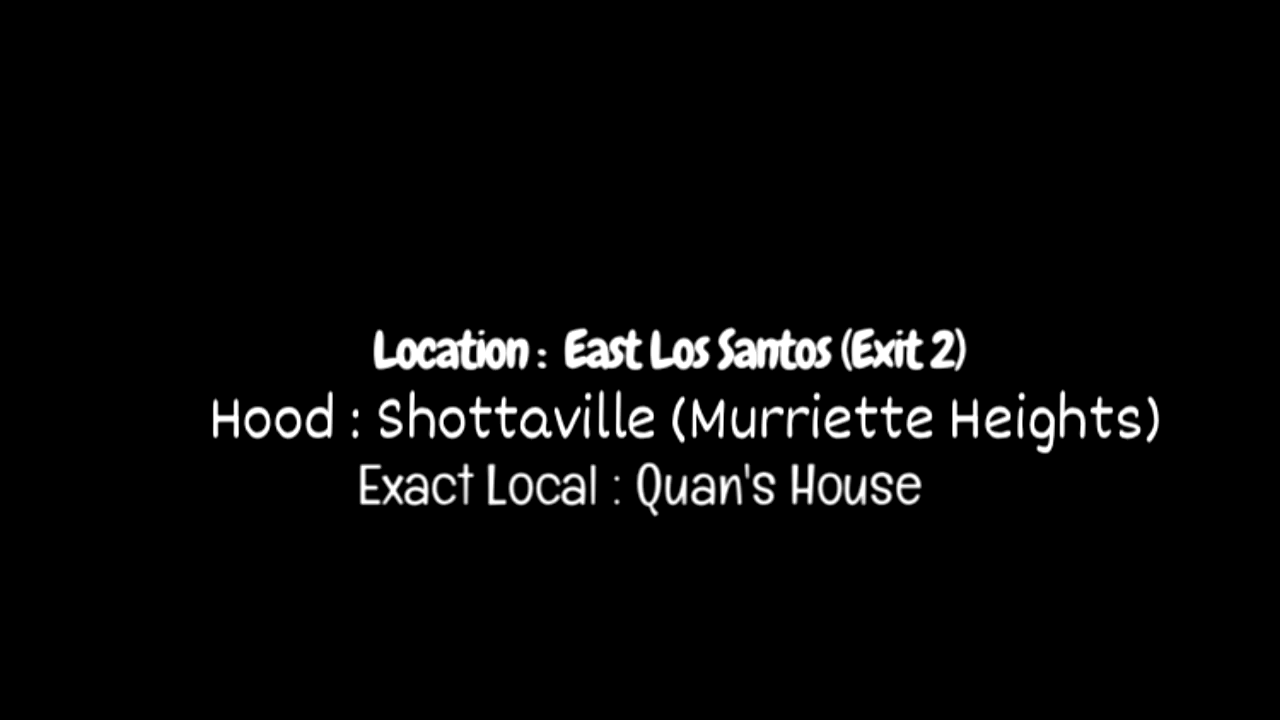 Location : East Los Santos (Exit 2)
Hood : Shottaville (Murriette Heights)
Exact Local : Quan's House